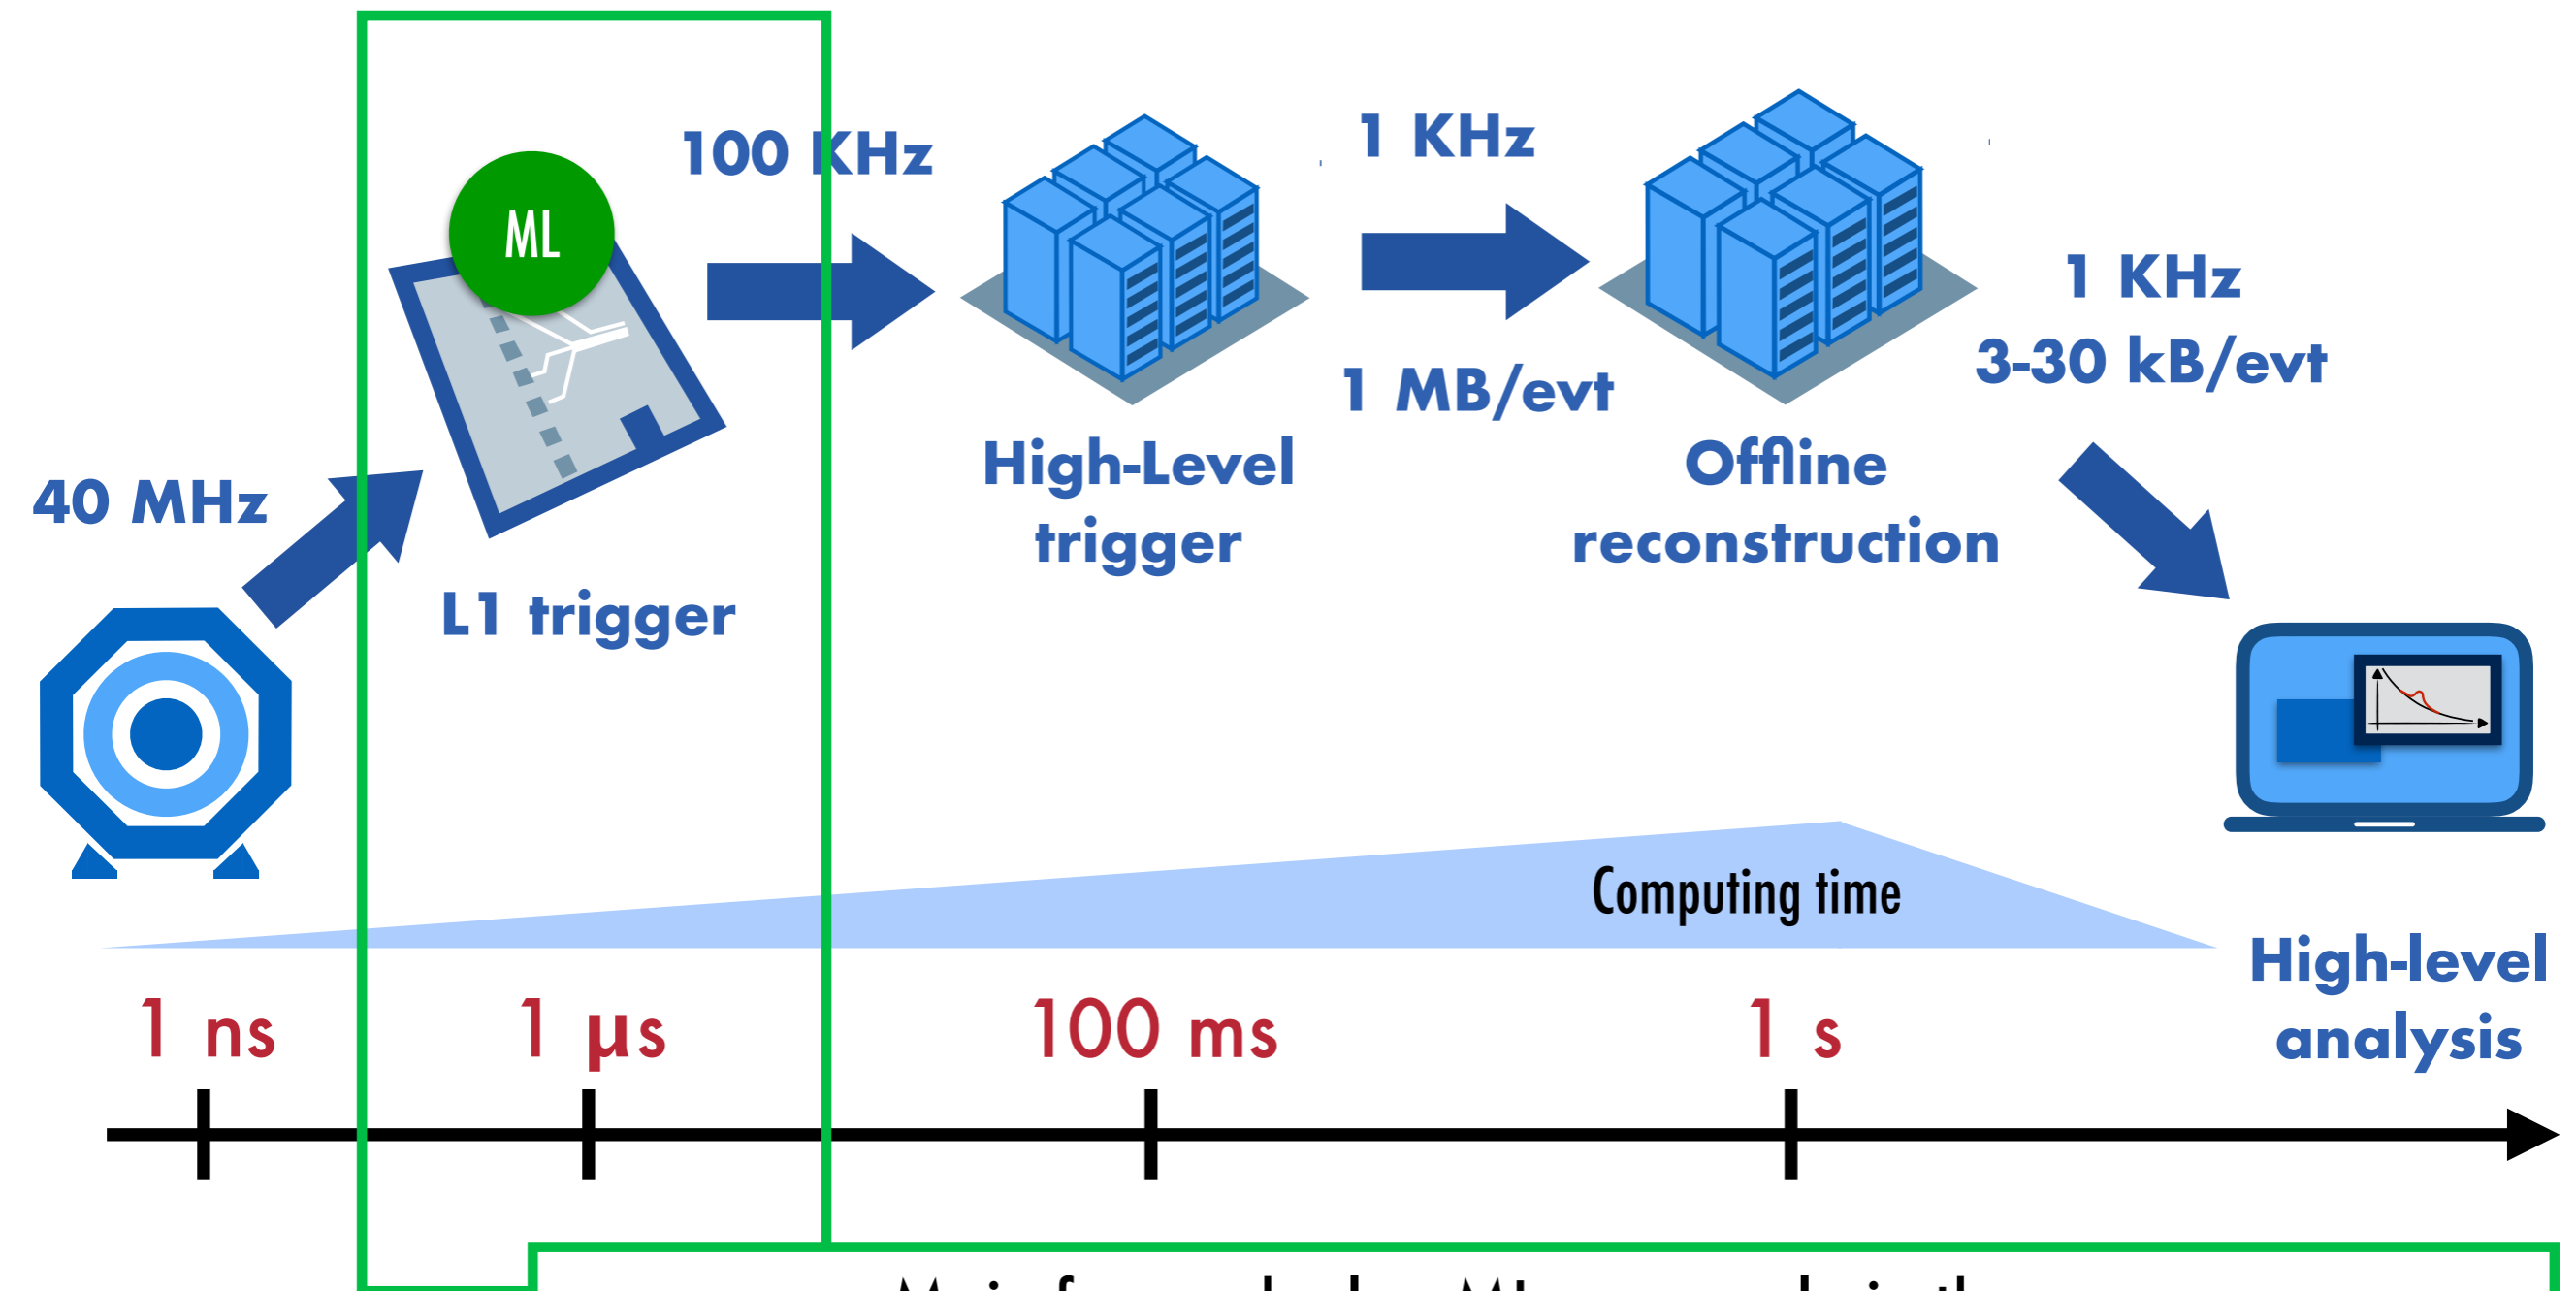 ML
100 KHz
1 KHz
1 KHz
3-30 kB/evt
1 MB/evt
40 MHz
High-Level
trigger
Offline
reconstruction
L1 trigger
Computing time
High-level
analysis
1 ns
1 µs
100 ms
1 s